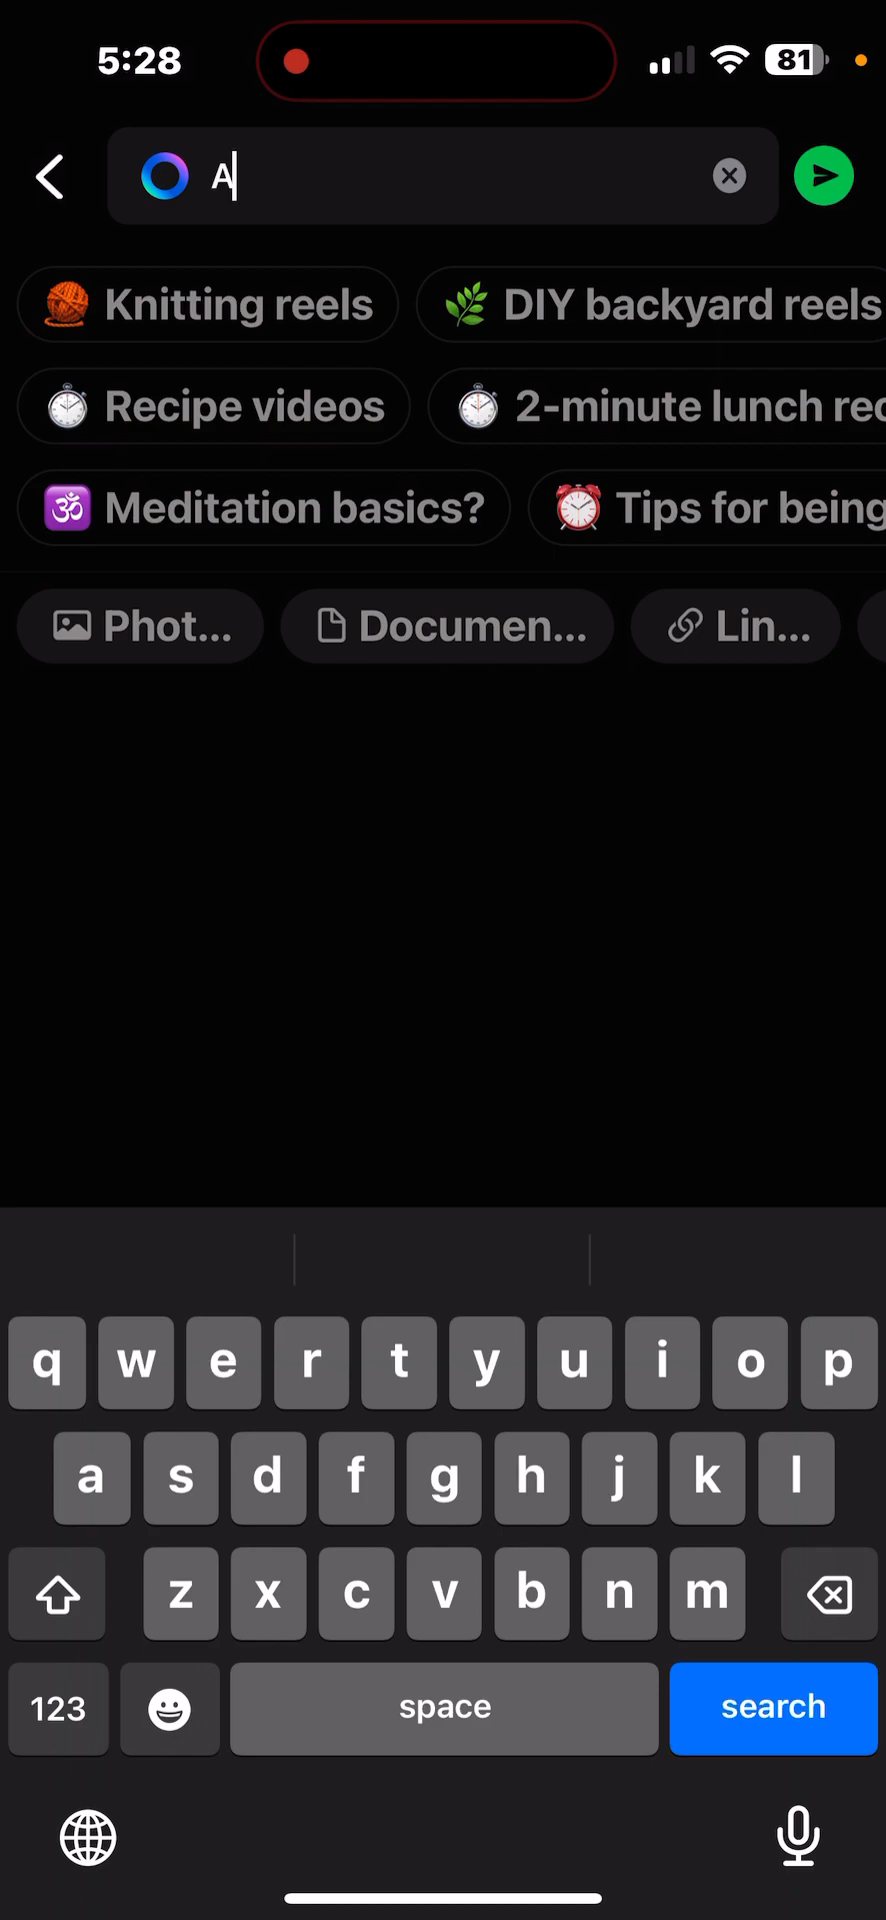 5:28
81
A
Knitting reels
DIY backyard reels
Recipe videos
2-minute lunch rec
Meditation basics?
Tips for being
Phot...
Documen...
Lin...
q w e r t y u i o p
a s d f g h j k l
z x c v b n m
123 space search